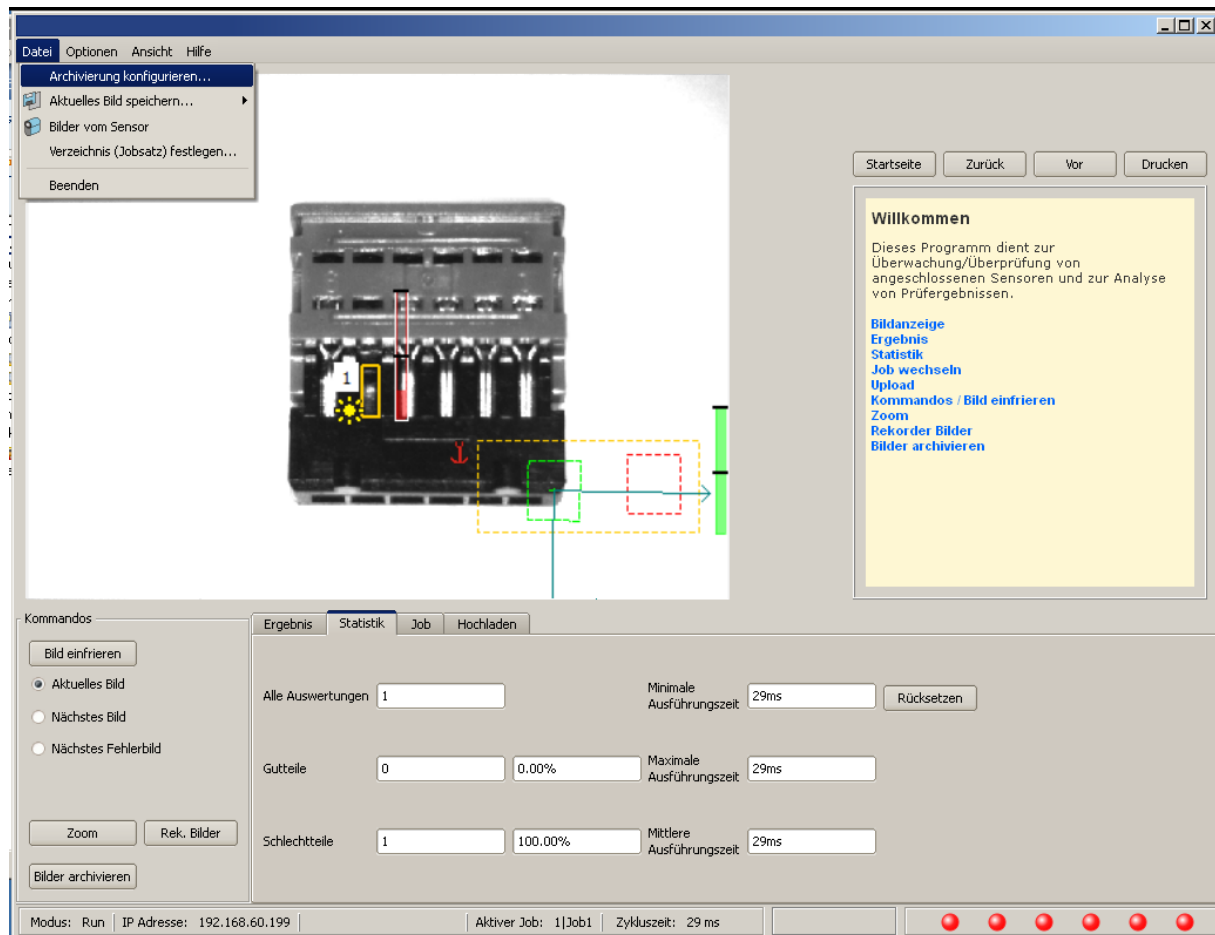 Datei Optionen Ansicht Hilfe
Archivierung konfigurieren...
Aktuelles Bild speichern...
Bilder vom Sensor
Verzeichnis (Jobsatz) festlegen...
Beenden
Startseite Zurück Vor Drucken
Willkommen
Dieses Programm dient zur
Überwachung/Überprüfung von
angeschlossenen Sensoren und zur Analyse
von Prüfergebnissen.
Bildanzeige
Ergebnis
Statistik
Job wechseln
Upload
Kommandos / Bild einfrieren
Zoom
Rekorder Bilder
Bilder archivieren
1
Kommandos
Bild einfrieren
Aktuelles Bild
Nächstes Bild
Nächstes Fehlerbild
Zoom Rek. Bilder
Bilder archivieren
Ergebnis Statistik Job Hochladen
Alle Auswertungen 1
Minimale
Ausführungszeit 29ms Rücksetzen
Gutteile 0 0.00%
Maximale
Ausführungszeit 29ms
Schlechtteile 1 100.00%
Mittlere
Ausführungszeit 29ms
Modus: Run IP Adresse: 192.168.60.199 Aktiver Job: 1|Job1 Zykluszeit: 29 ms